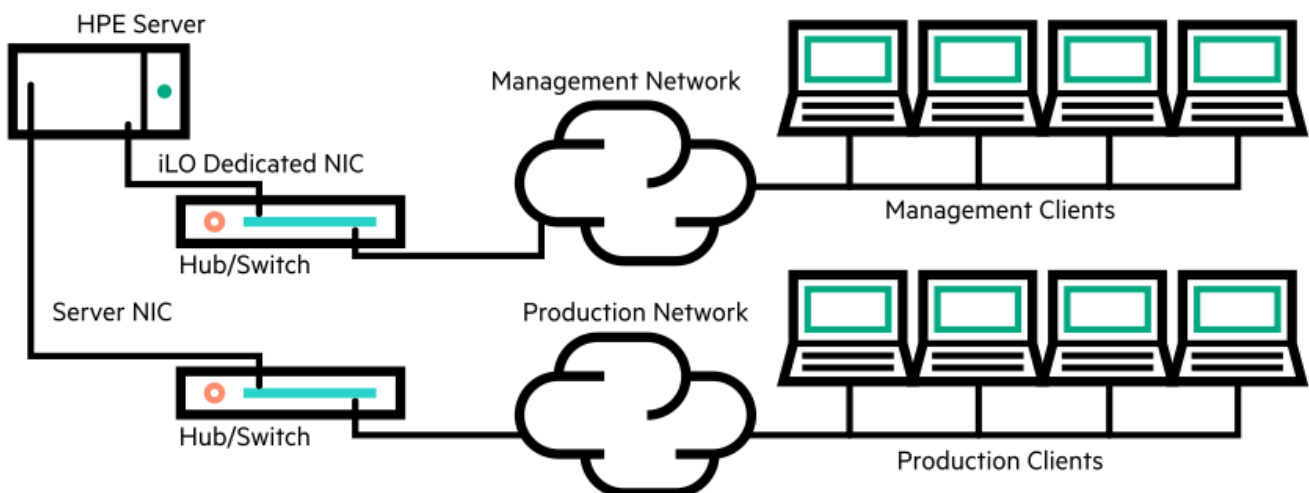 HPE Server
Management Network
iLO Dedicated NIC
Management Clients
Hub/Switch
Server NIC
Production Network
Hub/Switch
Production Clients